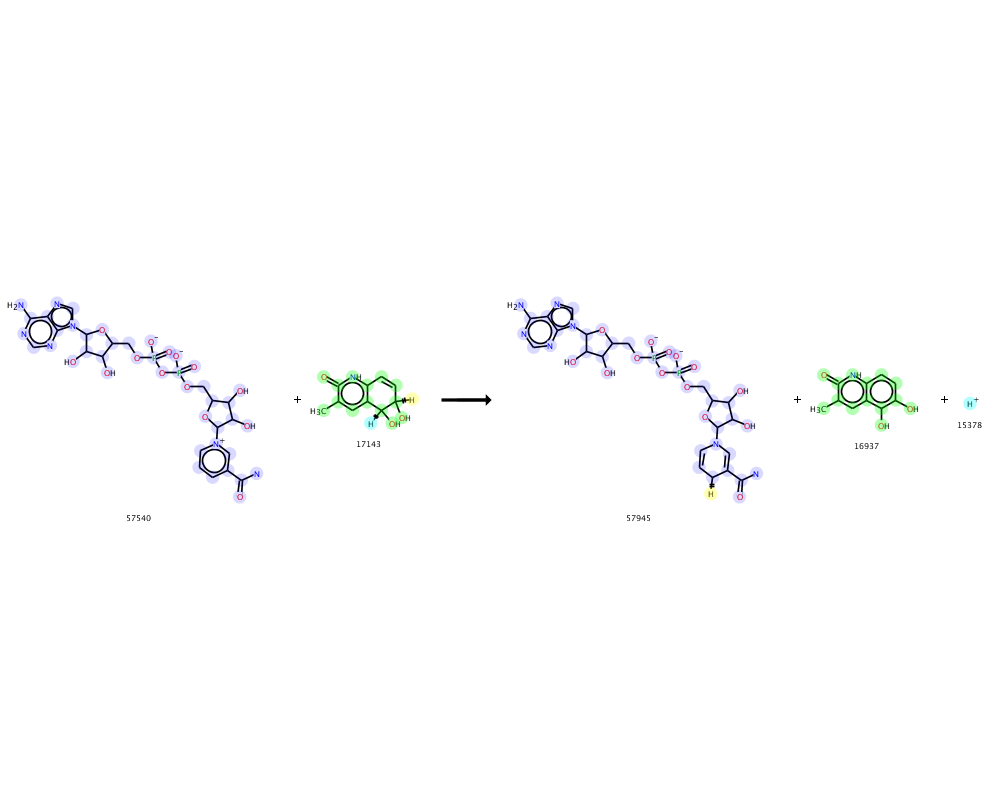 H2N N N N N N O HO OH O O⁻ P O O⁻ O P O O OH O OH N⁺ N O
57540
+
O NH H3C H OH OH H
17143
H2N N N N N N O HO OH O O⁻ P O O⁻ O P O O OH O OH N N O H
57945
+
O NH H3C OH OH
16937
+
H⁺
15378